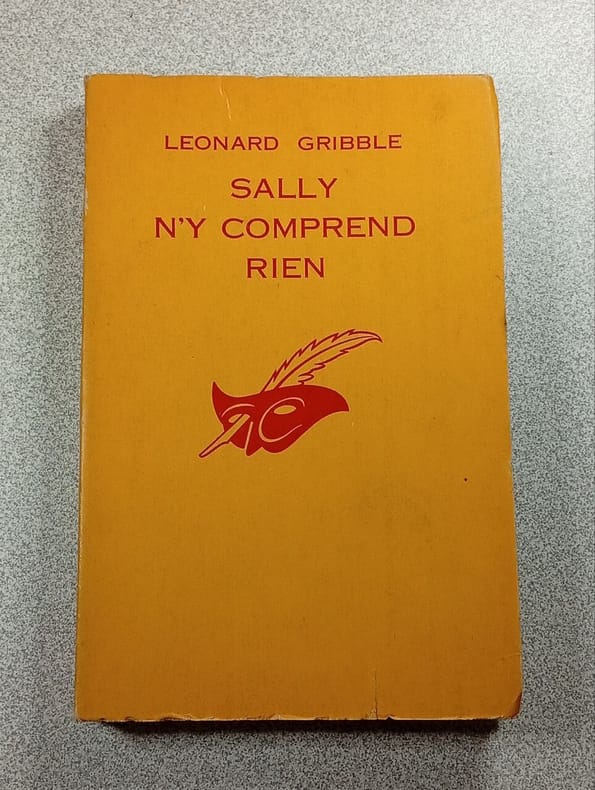 LEONARD GRIBBLE
SALLY
N'Y COMPREND
RIEN